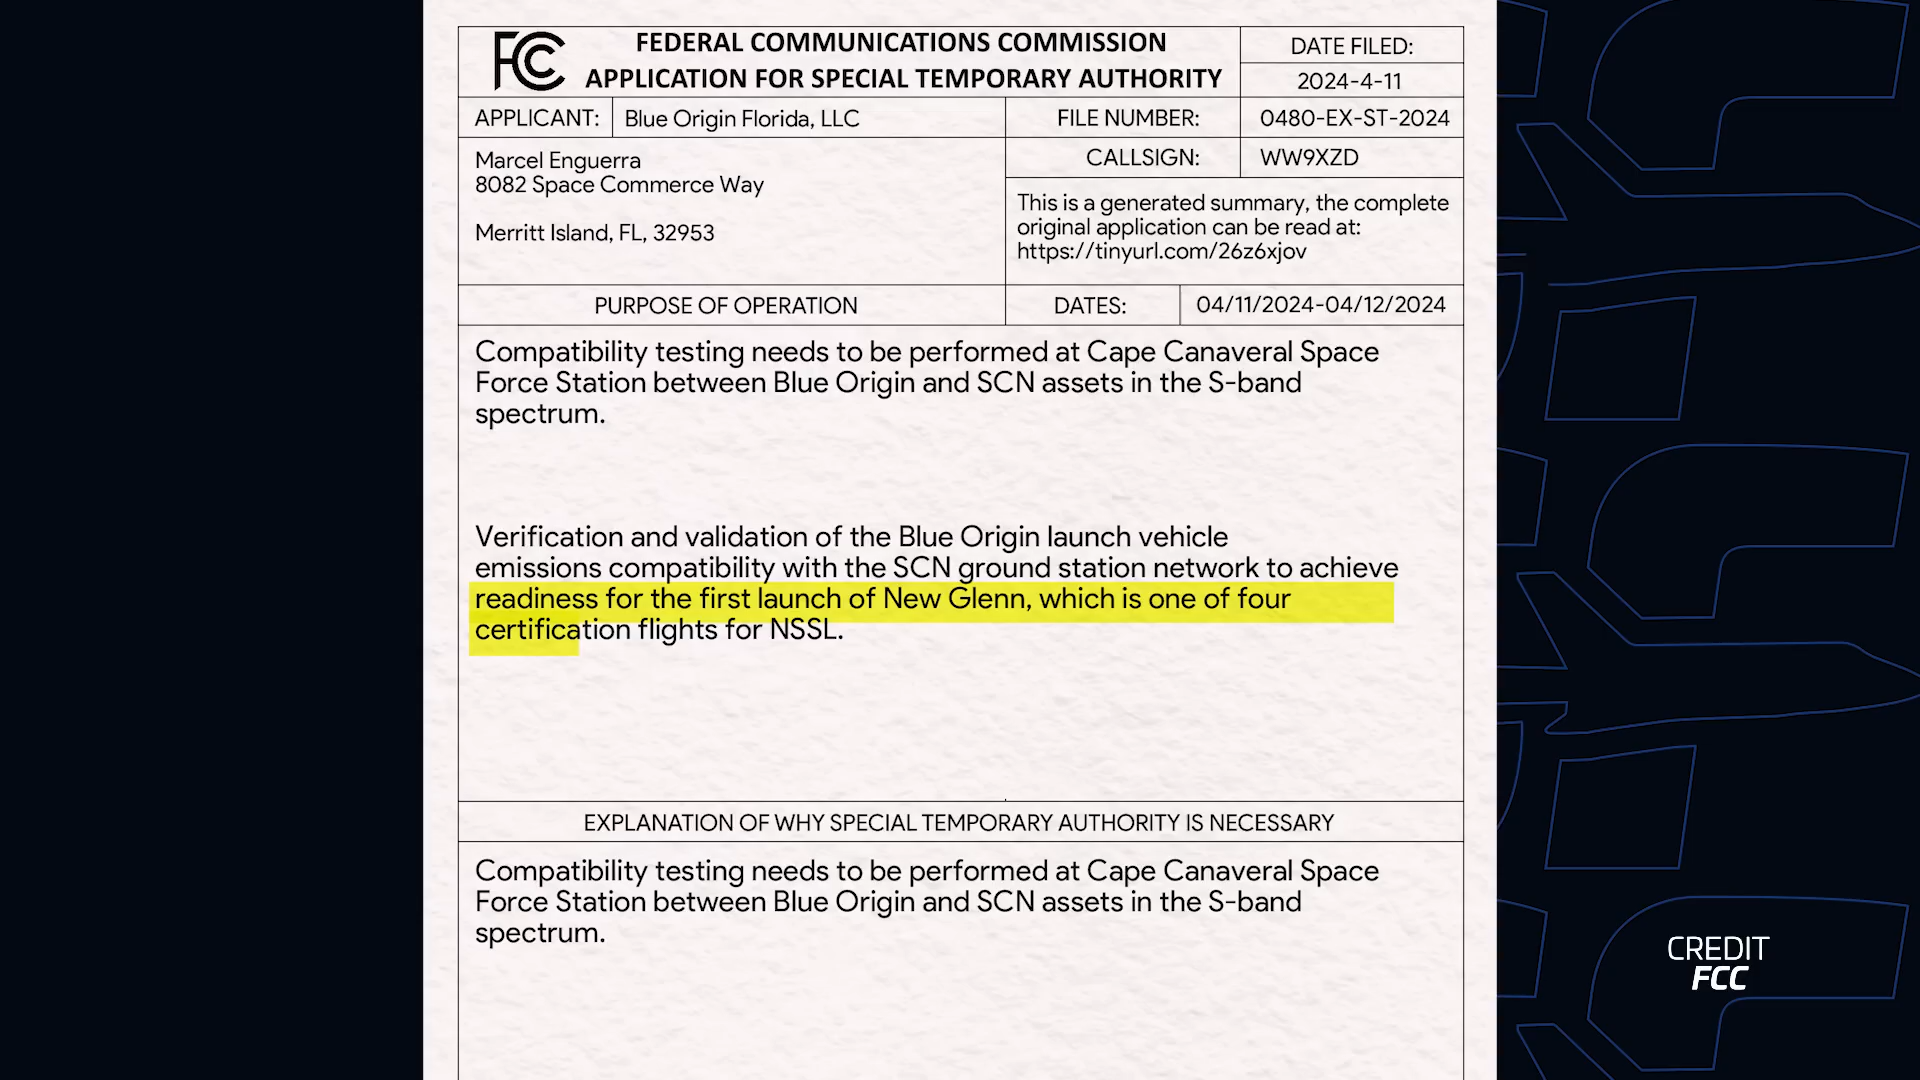 FCC
FEDERAL COMMUNICATIONS COMMISSION
APPLICATION FOR SPECIAL TEMPORARY AUTHORITY
DATE FILED:
2024-4-11
APPLICANT:
Blue Origin Florida, LLC
FILE NUMBER:
0480-EX-ST-2024
CALLSIGN:
WW9XZD
Marcel Enguerra
8082 Space Commerce Way
Merritt Island, FL, 32953
This is a generated summary, the complete
original application can be read at:
https://tinyurl.com/26z6xjov
PURPOSE OF OPERATION
DATES:
04/11/2024-04/12/2024
Compatibility testing needs to be performed at Cape Canaveral Space
Force Station between Blue Origin and SCN assets in the S-band
spectrum.
Verification and validation of the Blue Origin launch vehicle
emissions compatibility with the SCN ground station network to achieve
readiness for the first launch of New Glenn, which is one of four
certification flights for NSSL.
EXPLANATION OF WHY SPECIAL TEMPORARY AUTHORITY IS NECESSARY
Compatibility testing needs to be performed at Cape Canaveral Space
Force Station between Blue Origin and SCN assets in the S-band
spectrum.
CREDIT
FCC